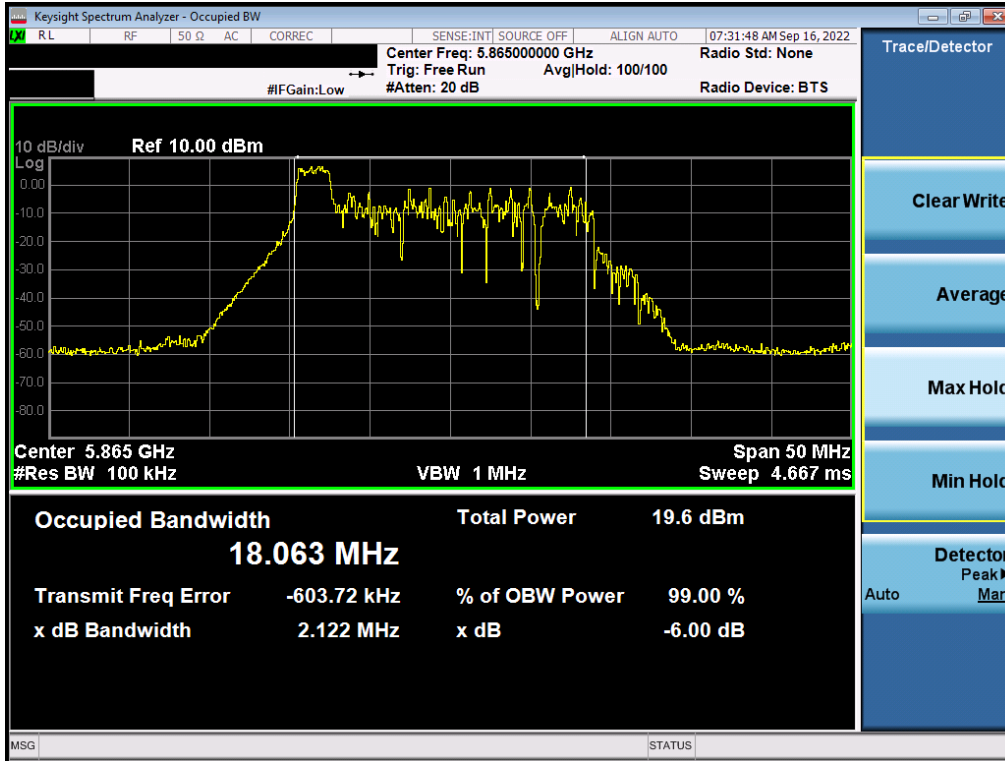 Keysight Spectrum Analyzer - Occupied BW
LXI RL RF 50 Ω AC CORREC SENSE:INT SOURCE OFF ALIGN AUTO 07:31:48 AM Sep 16, 2022
Center Freq: 5.865000000 GHz Radio Std: None
Trig: Free Run Avg|Hold: 100/100
#IFGain:Low #Atten: 20 dB Radio Device: BTS
Trace/Detector
10 dB/div Ref 10.00 dBm
Log
0.00
-10.0
-20.0
-30.0
-40.0
-50.0
-60.0
-70.0
-80.0
Center 5.865 GHz Span 50 MHz
#Res BW 100 kHz VBW 1 MHz Sweep 4.667 ms
Occupied Bandwidth Total Power 19.6 dBm
18.063 MHz
Transmit Freq Error -603.72 kHz % of OBW Power 99.00 %
x dB Bandwidth 2.122 MHz x dB -6.00 dB
Clear Write
Average
Max Hold
Min Hold
Detector
Peak
Auto Man
MSG STATUS